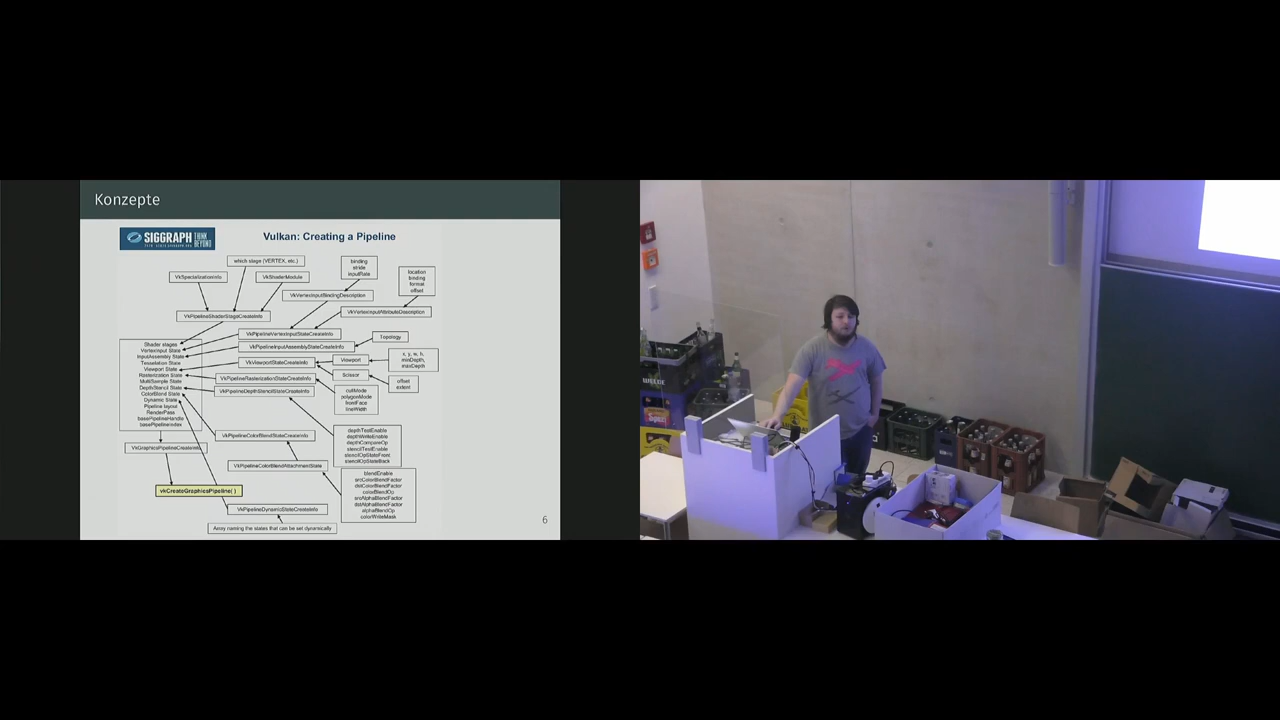 Konzepte
SIGGRAPH THINK BEYOND
Vulkan: Creating a Pipeline
which stage (VERTEX, etc.)
VkSpecializationInfo
VkShaderModule
binding
stride
inputRate
location
binding
format
offset
VkVertexInputBindingDescription
VkVertexInputAttributeDescription
VkPipelineShaderStageCreateInfo
VkPipelineVertexInputStateCreateInfo
VkPipelineInputAssemblyStateCreateInfo
Topology
Shader stages
VertexInput State
InputAssembly State
Tesselation State
Viewport State
Rasterization State
MultiSample State
DepthStencil State
ColorBlend State
Dynamic State
Pipeline layout
RenderPass
basePipelineHandle
basePipelineIndex
VkViewportStateCreateInfo
Viewport
x, y, w, h,
minDepth,
maxDepth
Scissor
offset
extent
VkPipelineRasterizationStateCreateInfo
cullMode
polygonMode
frontFace
lineWidth
VkPipelineDepthStencilStateCreateInfo
depthTestEnable
depthWriteEnable
depthCompareOp
stencilTestEnable
stencilOpStateFront
stencilOpStateBack
VkPipelineColorBlendStateCreateInfo
VkGraphicsPipelineCreateInfo
VkPipelineColorBlendAttachmentState
blendEnable
srcColorBlendFactor
dstColorBlendFactor
colorBlendOp
srcAlphaBlendFactor
dstAlphaBlendFactor
alphaBlendOp
colorWriteMask
vkCreateGraphicsPipeline( )
VkPipelineDynamicStateCreateInfo
Array naming the states that can be set dynamically
6